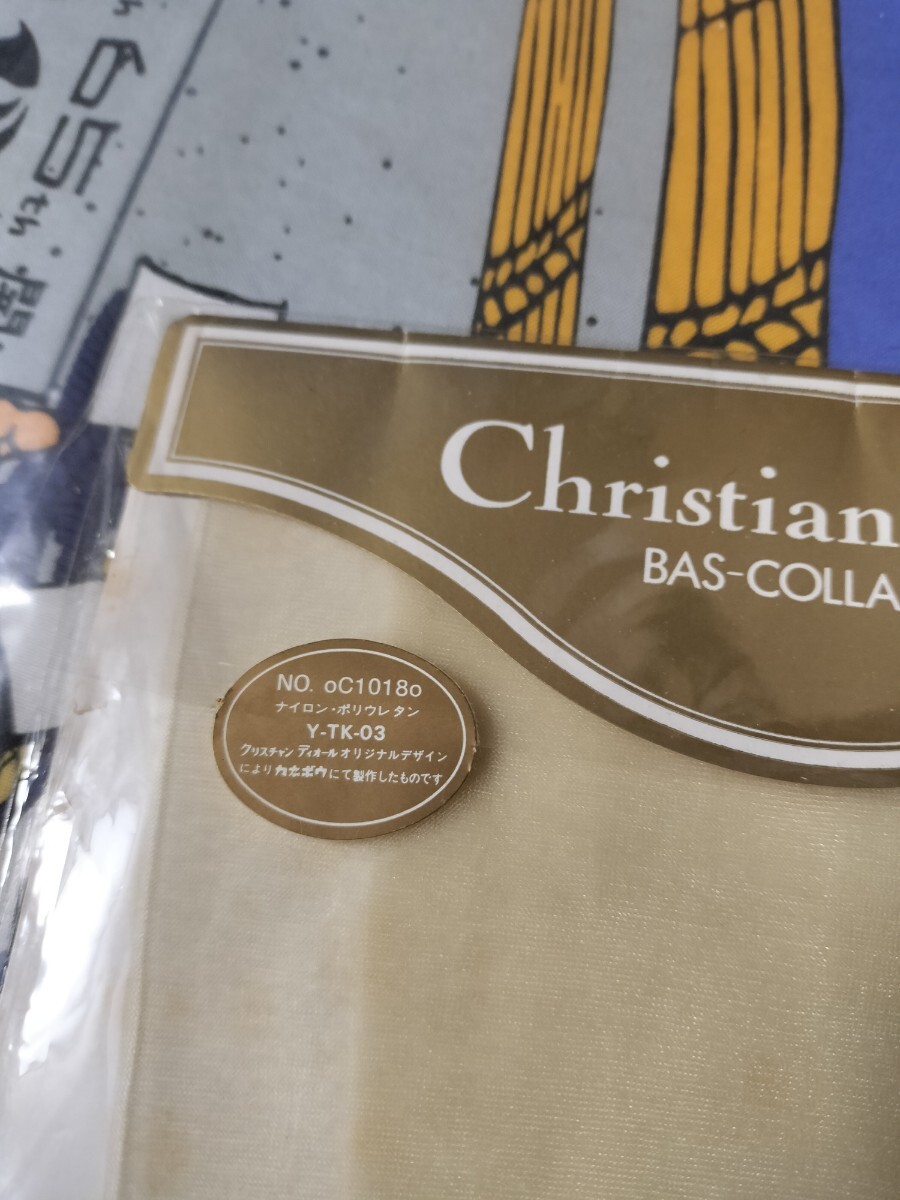 65th
Christian
BAS-COLLA
NO. oC1018o
ナイロン・ポリウレタン
Y-TK-03
クリスチャン ディオールオリジナルデザイン
によりカネボウにて製作したものです